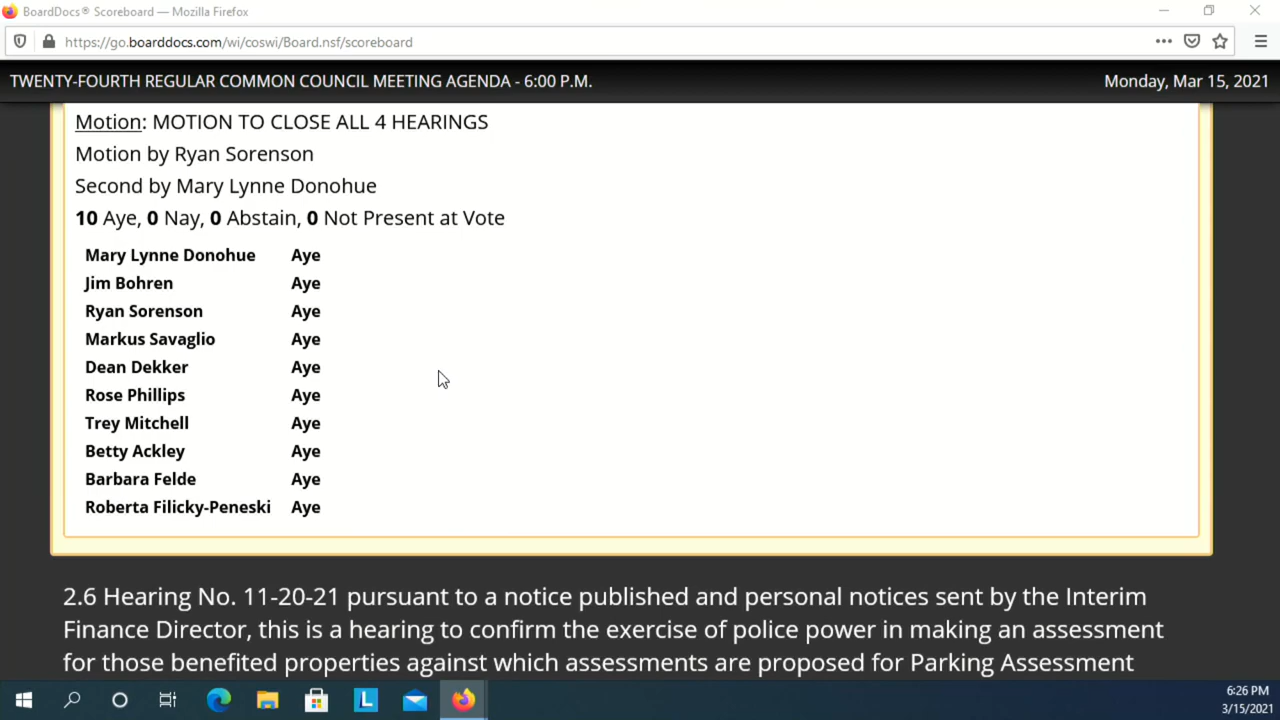 BoardDocs® Scoreboard — Mozilla Firefox
https://go.boarddocs.com/wi/coswi/Board.nsf/scoreboard
TWENTY-FOURTH REGULAR COMMON COUNCIL MEETING AGENDA - 6:00 P.M. Monday, Mar 15, 2021
Motion: MOTION TO CLOSE ALL 4 HEARINGS
Motion by Ryan Sorenson
Second by Mary Lynne Donohue
10 Aye, 0 Nay, 0 Abstain, 0 Not Present at Vote
Mary Lynne Donohue Aye
Jim Bohren Aye
Ryan Sorenson Aye
Markus Savaglio Aye
Dean Dekker Aye
Rose Phillips Aye
Trey Mitchell Aye
Betty Ackley Aye
Barbara Felde Aye
Roberta Filicky-Peneski Aye
2.6 Hearing No. 11-20-21 pursuant to a notice published and personal notices sent by the Interim
Finance Director, this is a hearing to confirm the exercise of police power in making an assessment
for those benefited properties against which assessments are proposed for Parking Assessment
L
6:26 PM
3/15/2021